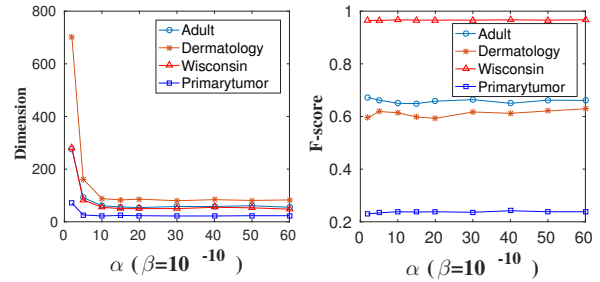 800
600
400
200
0
Dimension
0 10 20 30 40 50 60
α (β=10 -10 )
Adult
Dermatology
Wisconsin
Primarytumor
1
0.8
0.6
0.4
0.2
F-score
0 10 20 30 40 50 60
α (β=10 -10 )
Adult
Dermatology
Wisconsin
Primarytumor